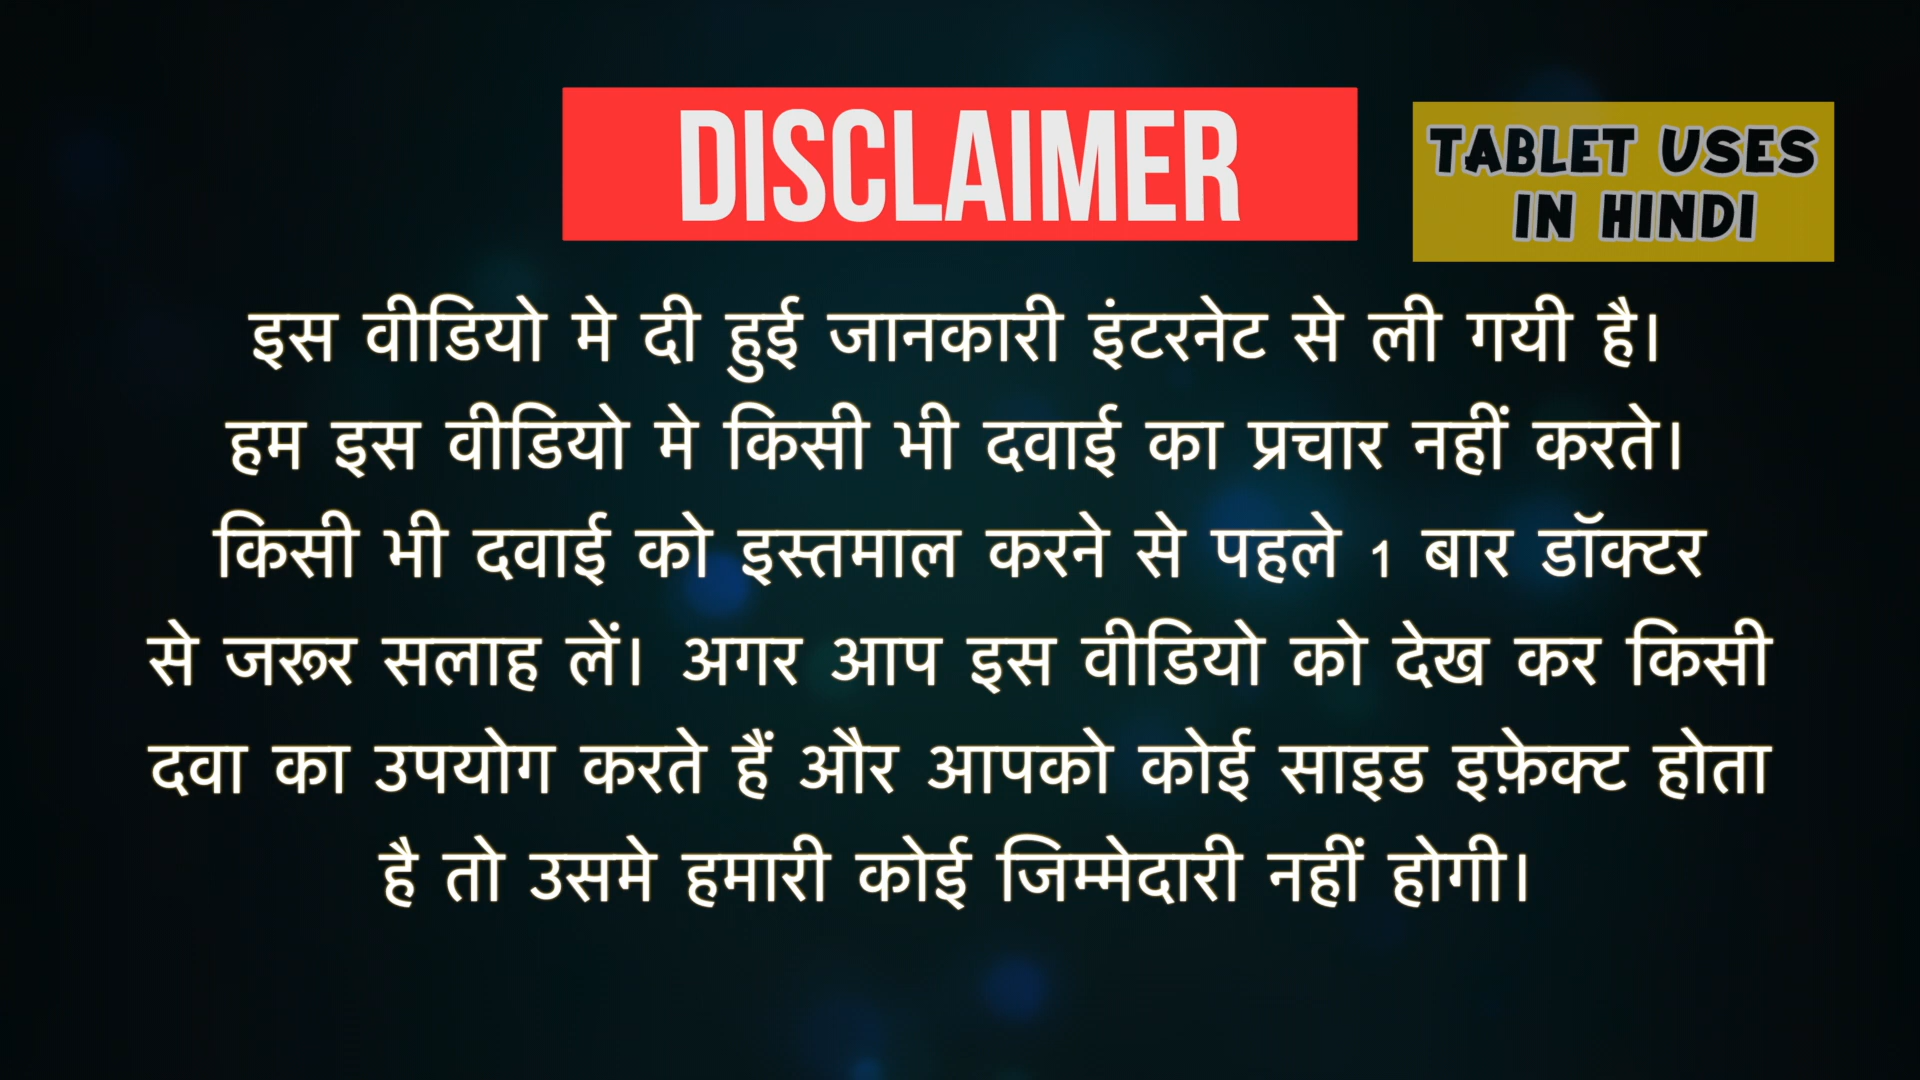 DISCLAIMER
TABLET USES
IN HINDI
इस वीडियो मे दी हुई जानकारी इंटरनेट से ली गयी है।
हम इस वीडियो मे किसी भी दवाई का प्रचार नहीं करते।
किसी भी दवाई को इस्तमाल करने से पहले 1 बार डॉक्टर
से जरूर सलाह लें। अगर आप इस वीडियो को देख कर किसी
दवा का उपयोग करते हैं और आपको कोई साइड इफ़ेक्ट होता
है तो उसमे हमारी कोई जिम्मेदारी नहीं होगी।